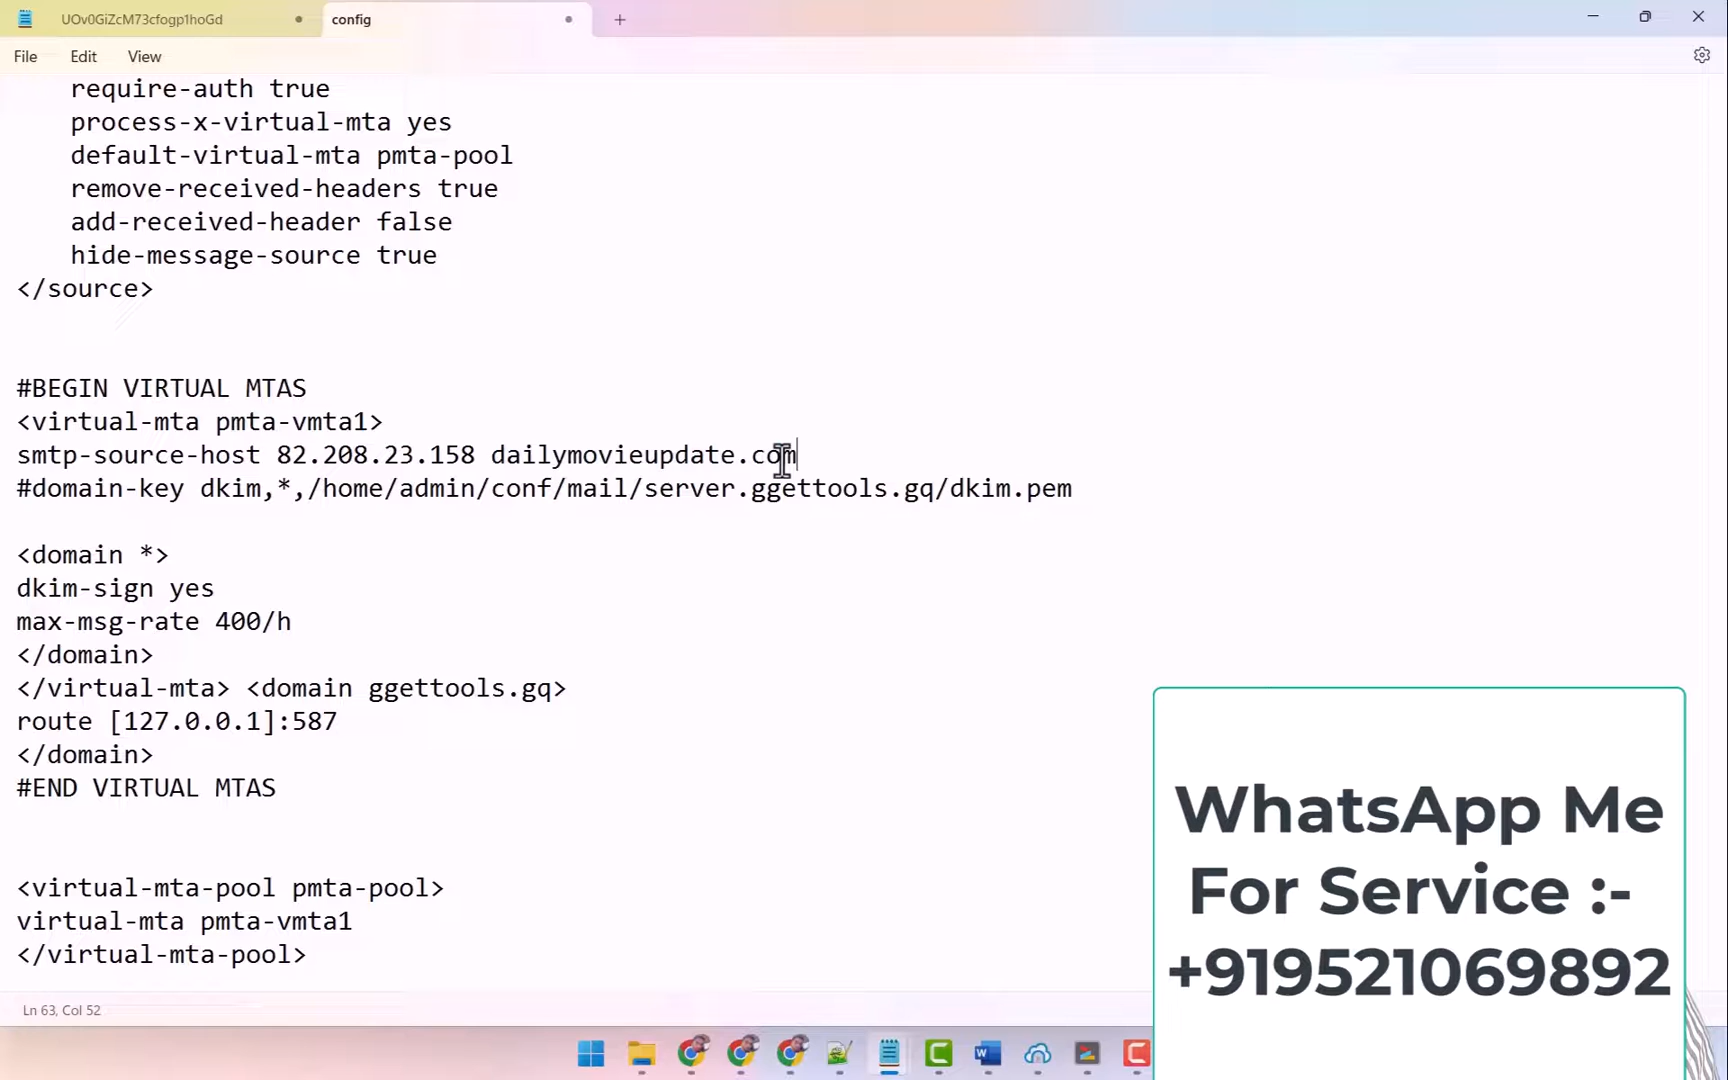 UOv0GiZcM73cfogp1hoGd
config
File Edit View
require-auth true
process-x-virtual-mta yes
default-virtual-mta pmta-pool
remove-received-headers true
add-received-header false
hide-message-source true
</source>
#BEGIN VIRTUAL MTAS
<virtual-mta pmta-vmta1>
smtp-source-host 82.208.23.158 dailymovieupdate.com
#domain-key dkim,*,/home/admin/conf/mail/server.ggettools.gq/dkim.pem
<domain *>
dkim-sign yes
max-msg-rate 400/h
</domain>
</virtual-mta> <domain ggettools.gq>
route [127.0.0.1]:587
</domain>
#END VIRTUAL MTAS
<virtual-mta-pool pmta-pool>
virtual-mta pmta-vmta1
</virtual-mta-pool>
Ln 63, Col 52
WhatsApp Me
For Service :-
+919521069892